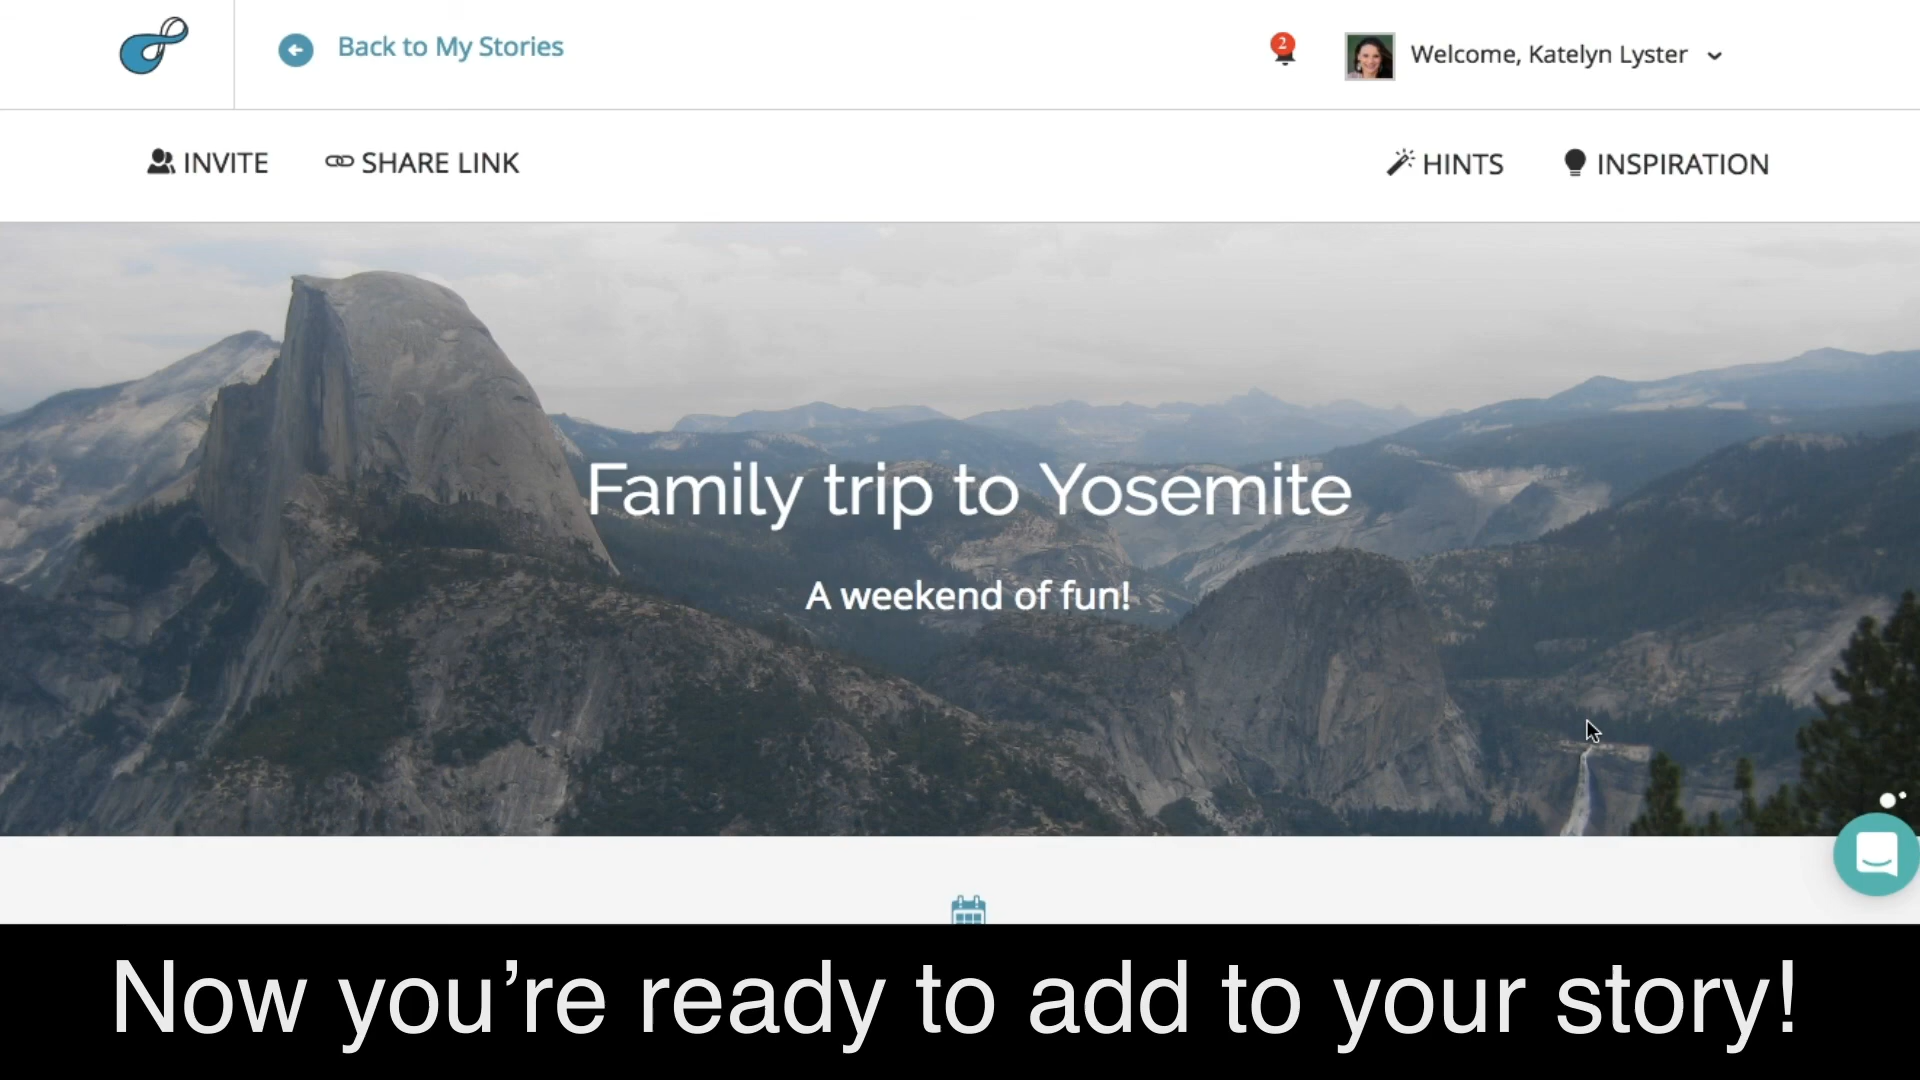 Back to My Stories
2
Welcome, Katelyn Lyster
INVITE
SHARE LINK
HINTS
INSPIRATION
Family trip to Yosemite
A weekend of fun!
Now you’re ready to add to your story!